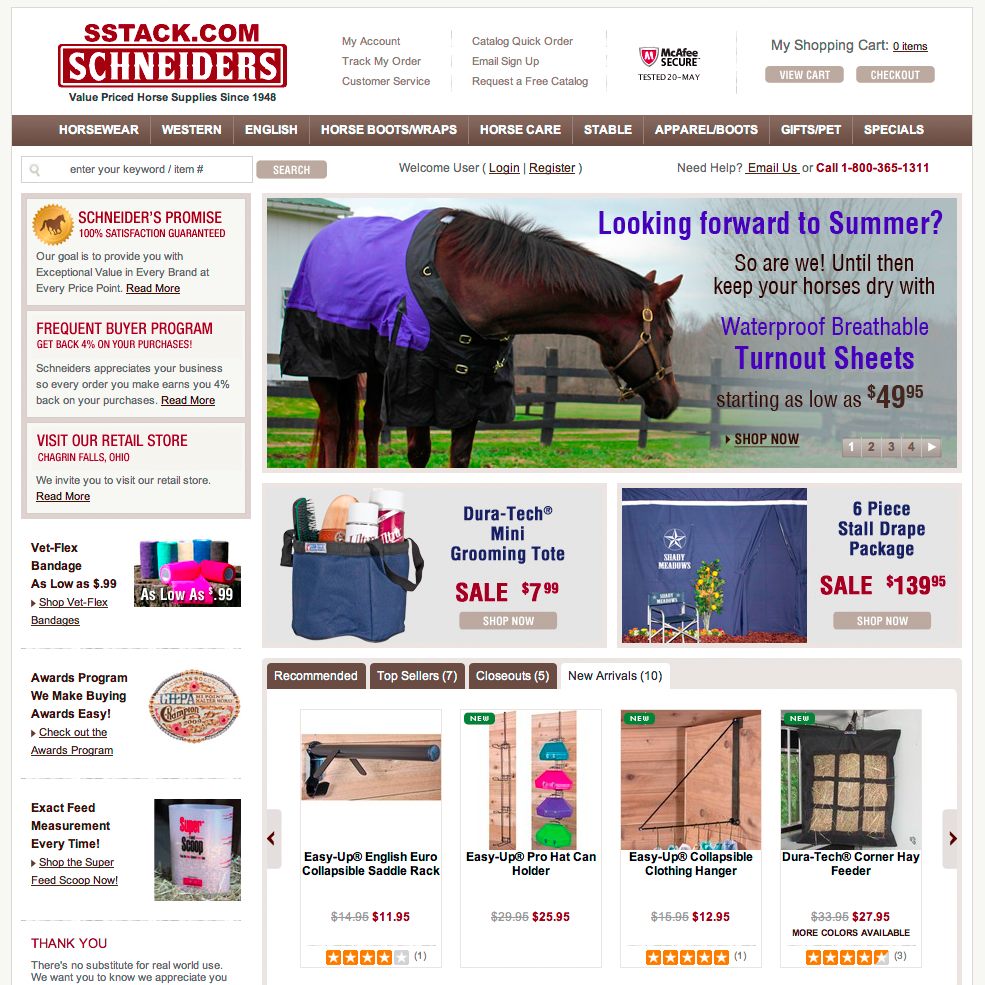 SSTACK.COM
SCHNEIDERS
Value Priced Horse Supplies Since 1948
My Account
Track My Order
Customer Service
Catalog Quick Order
Email Sign Up
Request a Free Catalog
McAfee
SECURE
TESTED 20-MAY
My Shopping Cart: 0 items
VIEW CART
CHECKOUT
HORSEWEAR
WESTERN
ENGLISH
HORSE BOOTS/WRAPS
HORSE CARE
STABLE
APPAREL/BOOTS
GIFTS/PET
SPECIALS
enter your keyword / item #
SEARCH
Welcome User ( Login | Register )
Need Help? Email Us or Call 1-800-365-1311
SCHNEIDER'S PROMISE
100% SATISFACTION GUARANTEED
Our goal is to provide you with
Exceptional Value in Every Brand at
Every Price Point. Read More
FREQUENT BUYER PROGRAM
GET BACK 4% ON YOUR PURCHASES!
Schneiders appreciates your business
so every order you make earns you 4%
back on your purchases. Read More
VISIT OUR RETAIL STORE
CHAGRIN FALLS, OHIO
We invite you to visit our retail store.
Read More
Looking forward to Summer?
So are we! Until then
keep your horses dry with
Waterproof Breathable
Turnout Sheets
starting as low as $4995
SHOP NOW
1 2 3 4
Vet-Flex
Bandage
As Low as $.99
Shop Vet-Flex
Bandages
As Low As $.99
Awards Program
We Make Buying
Awards Easy!
Check out the
Awards Program
Champion
Exact Feed
Measurement
Every Time!
Shop the Super
Feed Scoop Now!
Super
Scoop
THANK YOU
There's no substitute for real world use.
We want you to know we appreciate you
Dura-Tech®
Mini
Grooming Tote
SALE $799
SHOP NOW
Ultra
SHADY
MEADOWS
SHADY
MEADOWS
6 Piece
Stall Drape
Package
SALE $13995
SHOP NOW
Recommended
Top Sellers (7)
Closeouts (5)
New Arrivals (10)
Easy-Up® English Euro
Collapsible Saddle Rack
$14.95 $11.95
(1)
NEW
Easy-Up® Pro Hat Can
Holder
$29.95 $25.95
NEW
Easy-Up® Collapsible
Clothing Hanger
$15.95 $12.95
(1)
NEW
Dura-Tech® Corner Hay
Feeder
$33.95 $27.95
MORE COLORS AVAILABLE
(3)